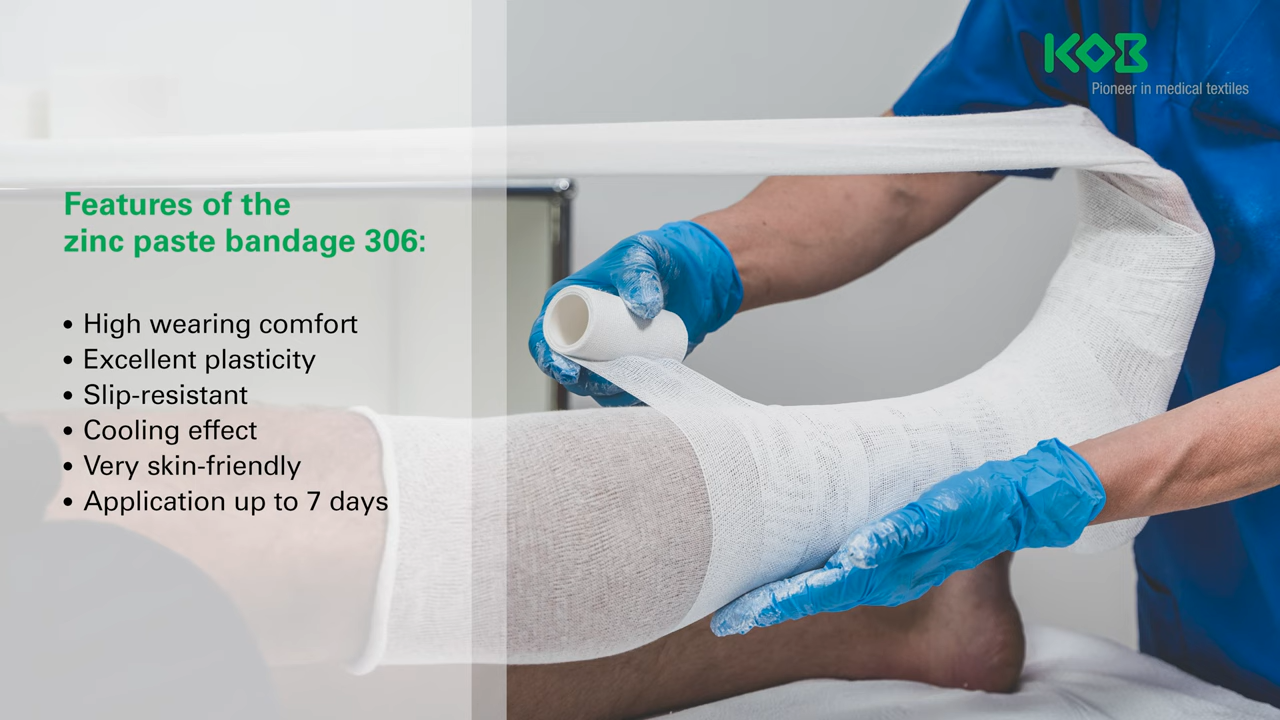 KOB
Pioneer in medical textiles
Features of the
zinc paste bandage 306:
• High wearing comfort
• Excellent plasticity
• Slip-resistant
• Cooling effect
• Very skin-friendly
• Application up to 7 days